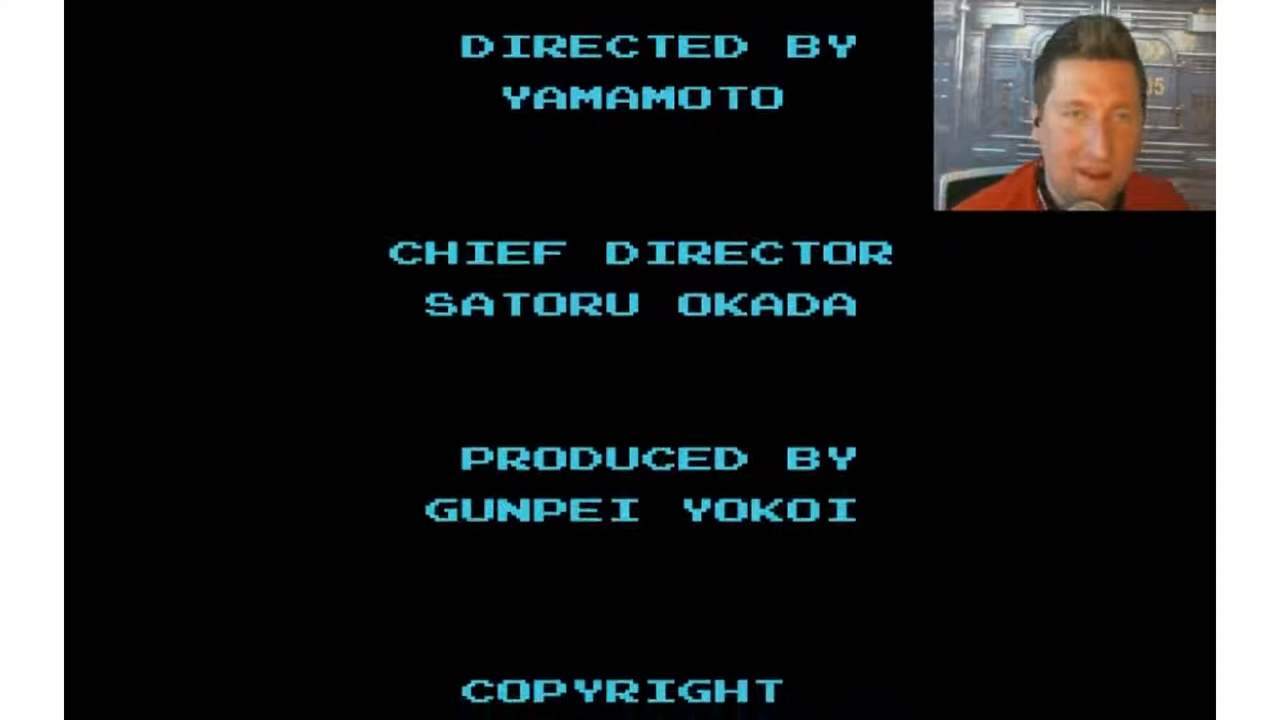 DIRECTED BY
YAMAMOTO
CHIEF DIRECTOR
SATORU OKADA
PRODUCED BY
GUNPEI YOKOI
COPYRIGHT